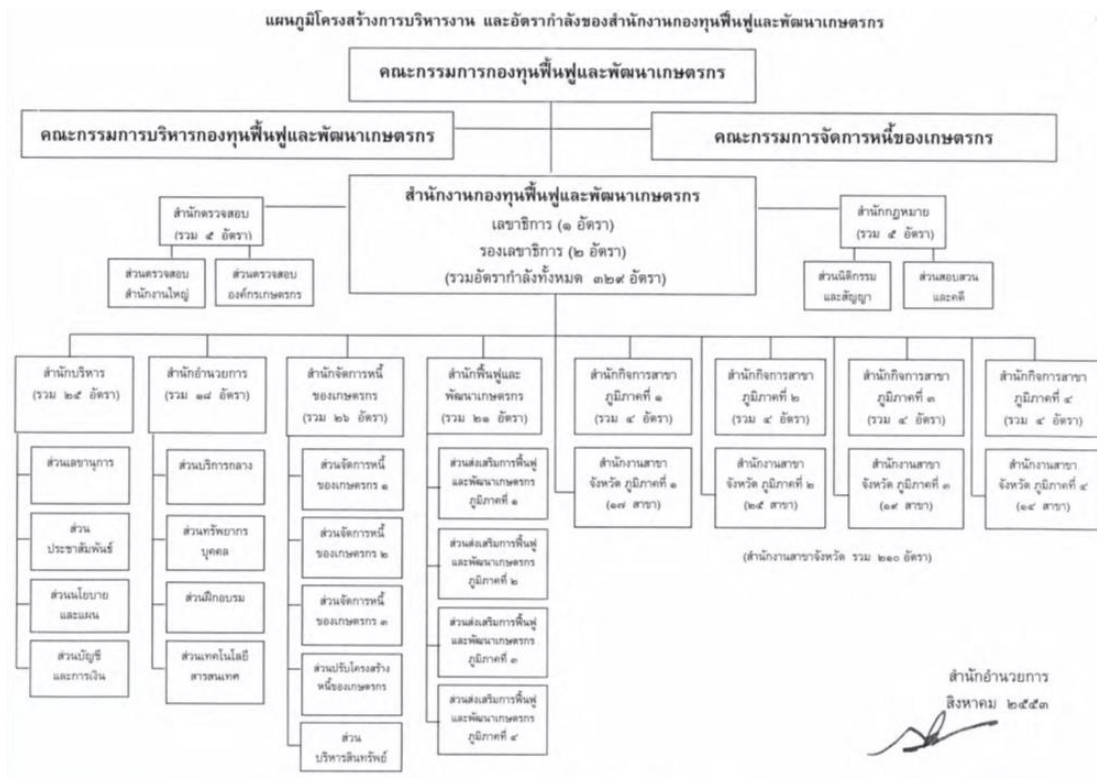 แผนภูมิโครงสร้างการบริหารงาน และอัตรากำลังของสำนักงานกองทุนฟื้นฟูและพัฒนาเกษตรกร
คณะกรรมการกองทุนฟื้นฟูและพัฒนาเกษตรกร
คณะกรรมการบริหารกองทุนฟื้นฟูและพัฒนาเกษตรกร
คณะกรรมการจัดการหนี้ของเกษตรกร
สำนักงานกองทุนฟื้นฟูและพัฒนาเกษตรกร
เลขาธิการ (๑ อัตรา)
รองเลขาธิการ (๒ อัตรา)
(รวมอัตรากำลังทั้งหมด ๓๒๙ อัตรา)
สำนักตรวจสอบ
(รวม ๕ อัตรา)
ส่วนตรวจสอบ
สำนักงานใหญ่
ส่วนตรวจสอบ
องค์กรเกษตรกร
สำนักกฎหมาย
(รวม ๕ อัตรา)
ส่วนนิติกรรม
และสัญญา
ส่วนสอบสวน
และคดี
สำนักบริหาร
(รวม ๒๕ อัตรา)
ส่วนเลขานุการ
ส่วน
ประชาสัมพันธ์
ส่วนนโยบาย
และแผน
ส่วนบัญชี
และการเงิน
สำนักอำนวยการ
(รวม ๑๘ อัตรา)
ส่วนบริการกลาง
ส่วนทรัพยากร
บุคคล
ส่วนฝึกอบรม
ส่วนเทคโนโลยี
สารสนเทศ
สำนักจัดการหนี้
ของเกษตรกร
(รวม ๒๖ อัตรา)
ส่วนจัดการหนี้
ของเกษตรกร ๑
ส่วนจัดการหนี้
ของเกษตรกร ๒
ส่วนจัดการหนี้
ของเกษตรกร ๓
ส่วนปรับโครงสร้าง
หนี้ของเกษตรกร
ส่วน
บริหารสินทรัพย์
สำนักฟื้นฟูและ
พัฒนาเกษตรกร
(รวม ๒๑ อัตรา)
ส่วนส่งเสริมการฟื้นฟู
และพัฒนาเกษตรกร
ภูมิภาคที่ ๑
ส่วนส่งเสริมการฟื้นฟู
และพัฒนาเกษตรกร
ภูมิภาคที่ ๒
ส่วนส่งเสริมการฟื้นฟู
และพัฒนาเกษตรกร
ภูมิภาคที่ ๓
ส่วนส่งเสริมการฟื้นฟู
และพัฒนาเกษตรกร
ภูมิภาคที่ ๔
สำนักกิจการสาขา
ภูมิภาคที่ ๑
(รวม ๔ อัตรา)
สำนักงานสาขา
จังหวัด ภูมิภาคที่ ๑
(๑๗ สาขา)
สำนักกิจการสาขา
ภูมิภาคที่ ๒
(รวม ๔ อัตรา)
สำนักงานสาขา
จังหวัด ภูมิภาคที่ ๒
(๒๕ สาขา)
สำนักกิจการสาขา
ภูมิภาคที่ ๓
(รวม ๔ อัตรา)
สำนักงานสาขา
จังหวัด ภูมิภาคที่ ๓
(๑๙ สาขา)
สำนักกิจการสาขา
ภูมิภาคที่ ๔
(รวม ๔ อัตรา)
สำนักงานสาขา
จังหวัด ภูมิภาคที่ ๔
(๑๔ สาขา)
(สำนักงานสาขาจังหวัด รวม ๒๑๐ อัตรา)
สำนักอำนวยการ
สิงหาคม ๒๕๕๓